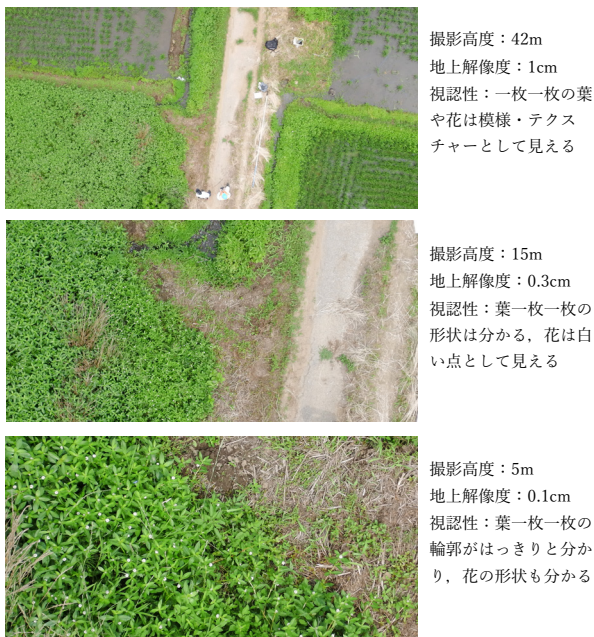 撮影高度：42m
地上解像度：1cm
視認性：一枚一枚の葉
や花は模様・テクス
チャーとして見える
撮影高度：15m
地上解像度：0.3cm
視認性：葉一枚一枚の
形状は分かる，花は白
い点として見える
撮影高度：5m
地上解像度：0.1cm
視認性：葉一枚一枚の
輪郭がはっきりと分か
り，花の形状も分かる